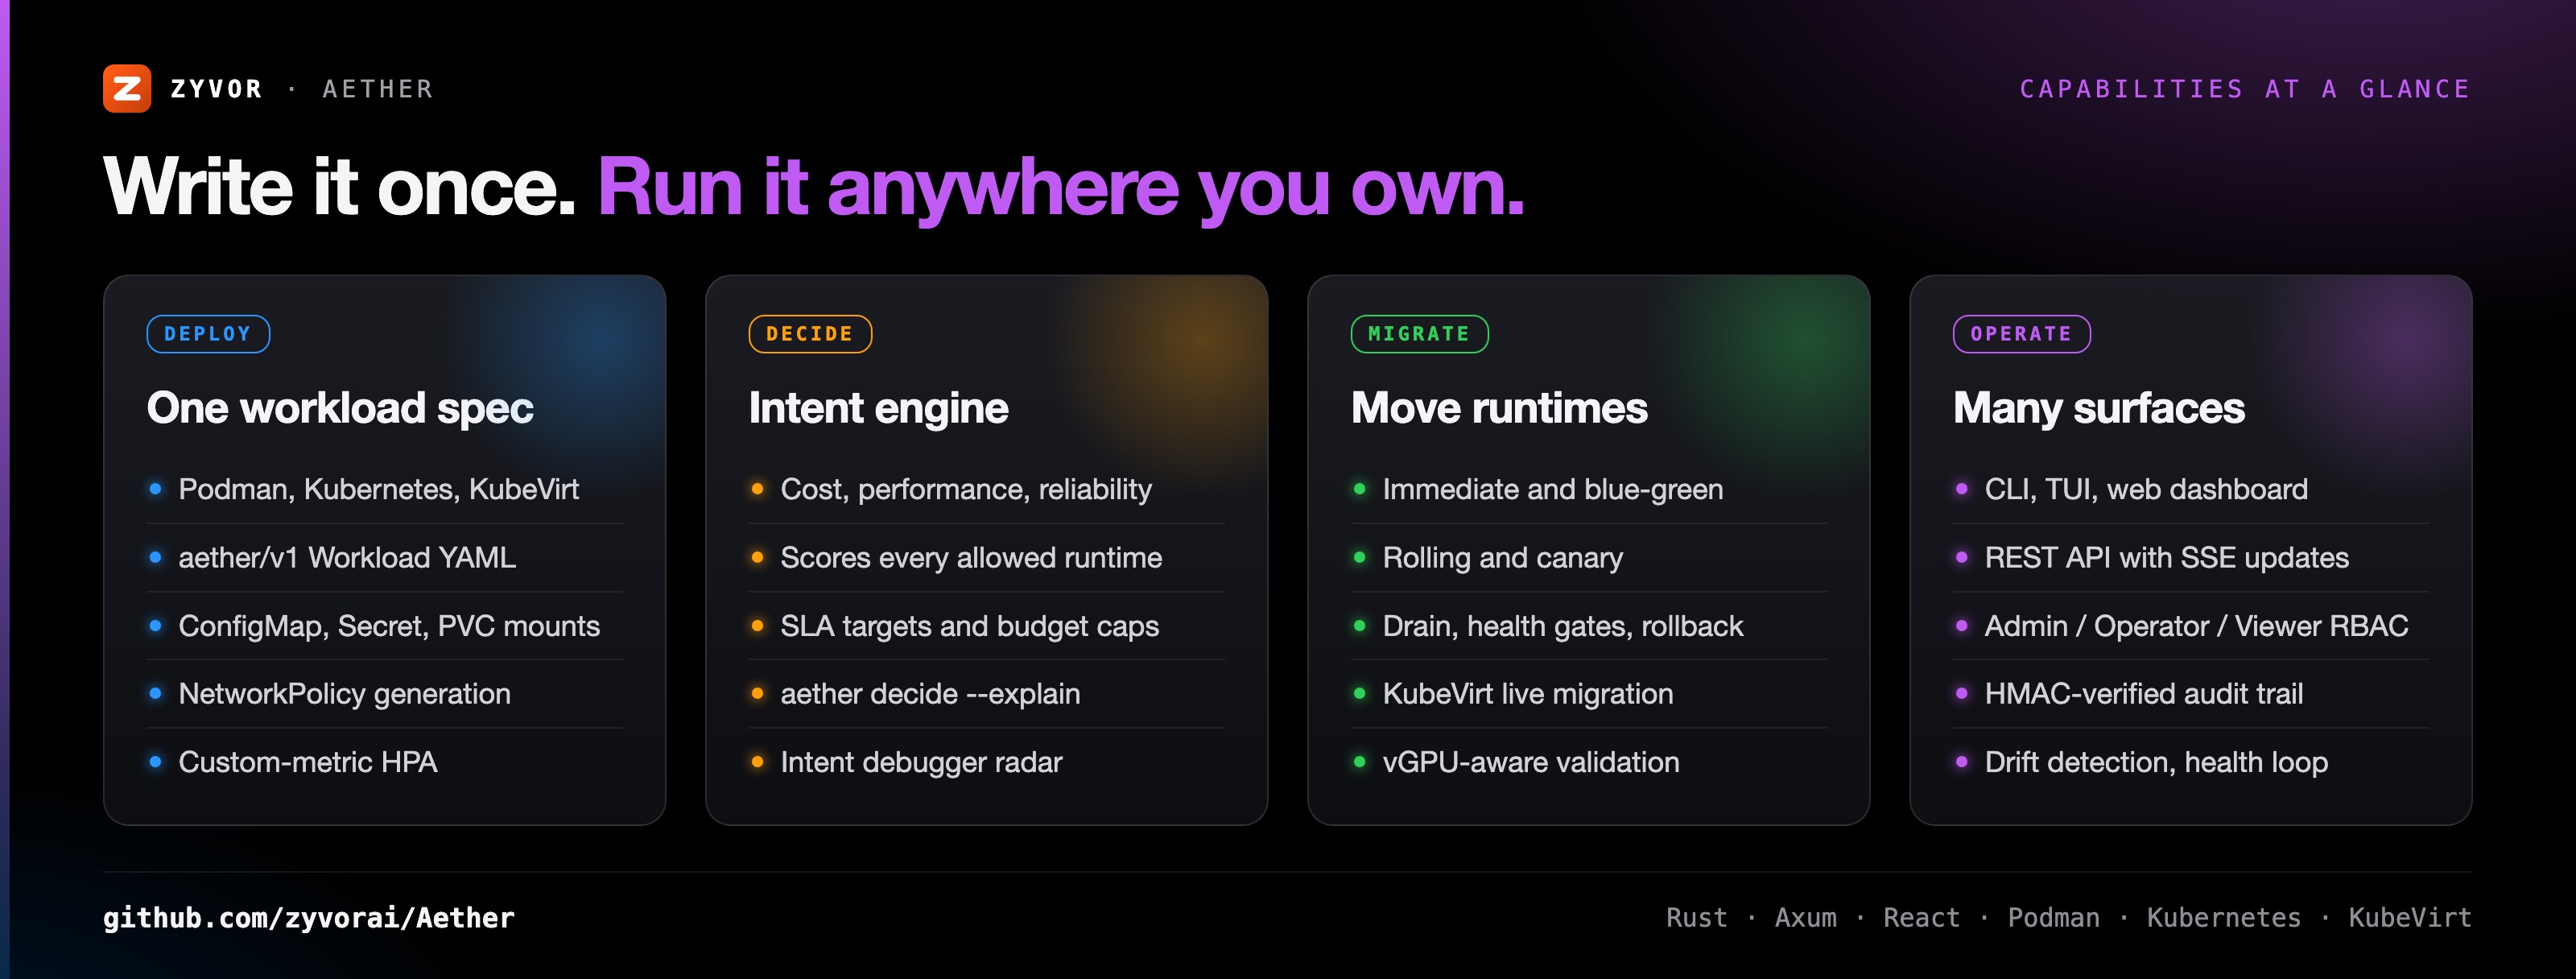 Z ZYVOR · AETHER
CAPABILITIES AT A GLANCE
Write it once. Run it anywhere you own.
DEPLOY
One workload spec
Podman, Kubernetes, KubeVirt
aether/v1 Workload YAML
ConfigMap, Secret, PVC mounts
NetworkPolicy generation
Custom-metric HPA
DECIDE
Intent engine
Cost, performance, reliability
Scores every allowed runtime
SLA targets and budget caps
aether decide --explain
Intent debugger radar
MIGRATE
Move runtimes
Immediate and blue-green
Rolling and canary
Drain, health gates, rollback
KubeVirt live migration
vGPU-aware validation
OPERATE
Many surfaces
CLI, TUI, web dashboard
REST API with SSE updates
Admin / Operator / Viewer RBAC
HMAC-verified audit trail
Drift detection, health loop
github.com/zyvorai/Aether
Rust · Axum · React · Podman · Kubernetes · KubeVirt